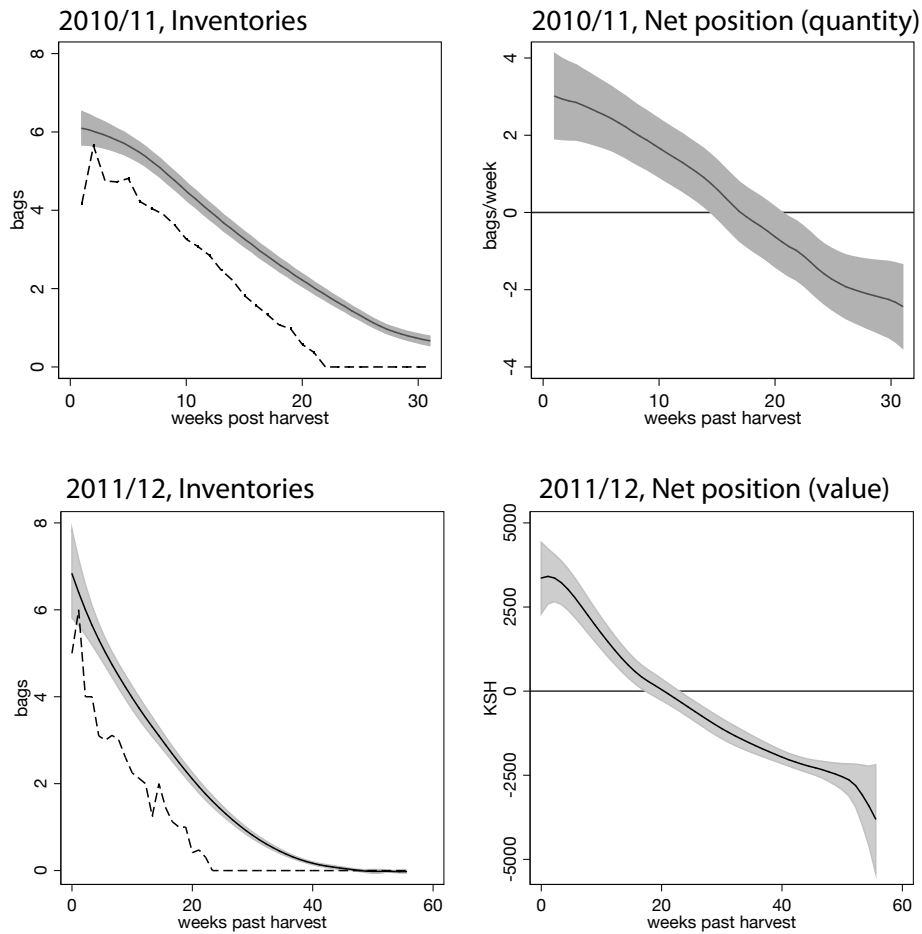 2010/11, Inventories
8
6
4
2
0
bags
0 10 20 30
weeks post harvest
2010/11, Net position (quantity)
4
2
0
-2
-4
bags/week
0 10 20 30
weeks past harvest
2011/12, Inventories
8
6
4
2
0
bags
0 20 40 60
weeks past harvest
2011/12, Net position (value)
5000
2500
0
-2500
-5000
KSH
0 20 40 60
weeks past harvest